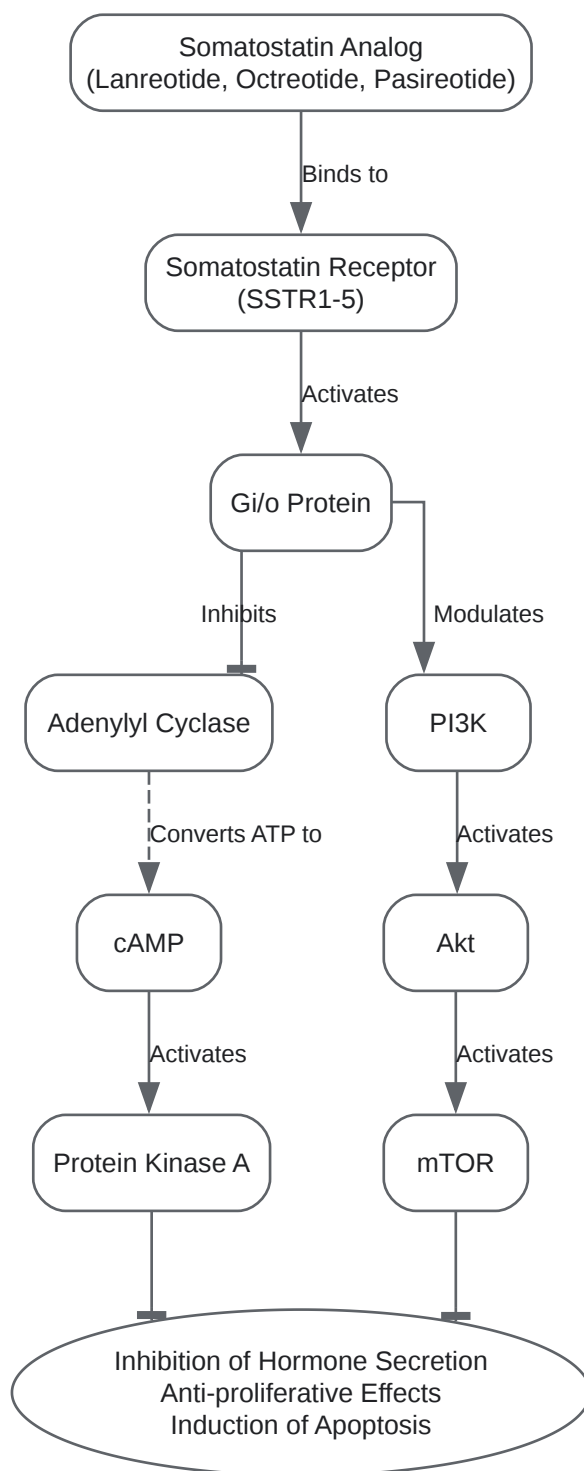 Somatostatin Analog
(Lanreotide, Octreotide, Pasireotide)
Binds to
Somatostatin Receptor
(SSTR1-5)
Activates
Gi/o Protein
Inhibits
Modulates
Adenylyl Cyclase
PI3K
Converts ATP to
Activates
cAMP
Akt
Activates
Activates
Protein Kinase A
mTOR
Inhibition of Hormone Secretion
Anti-proliferative Effects
Induction of Apoptosis